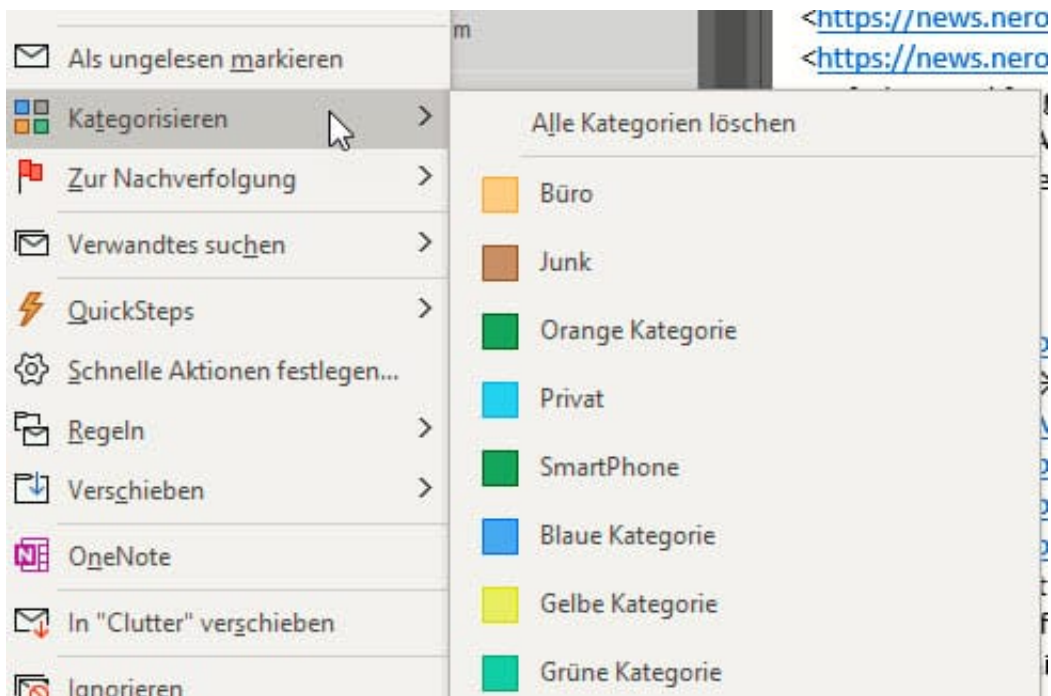 m
<https://news.nero
<https://news.nero
Als ungelesen markieren
Kategorisieren
Zur Nachverfolgung
Verwandtes suchen
QuickSteps
Schnelle Aktionen festlegen...
Regeln
Verschieben
OneNote
In "Clutter" verschieben
Ignorieren
Alle Kategorien löschen
Büro
Junk
Orange Kategorie
Privat
SmartPhone
Blaue Kategorie
Gelbe Kategorie
Grüne Kategorie